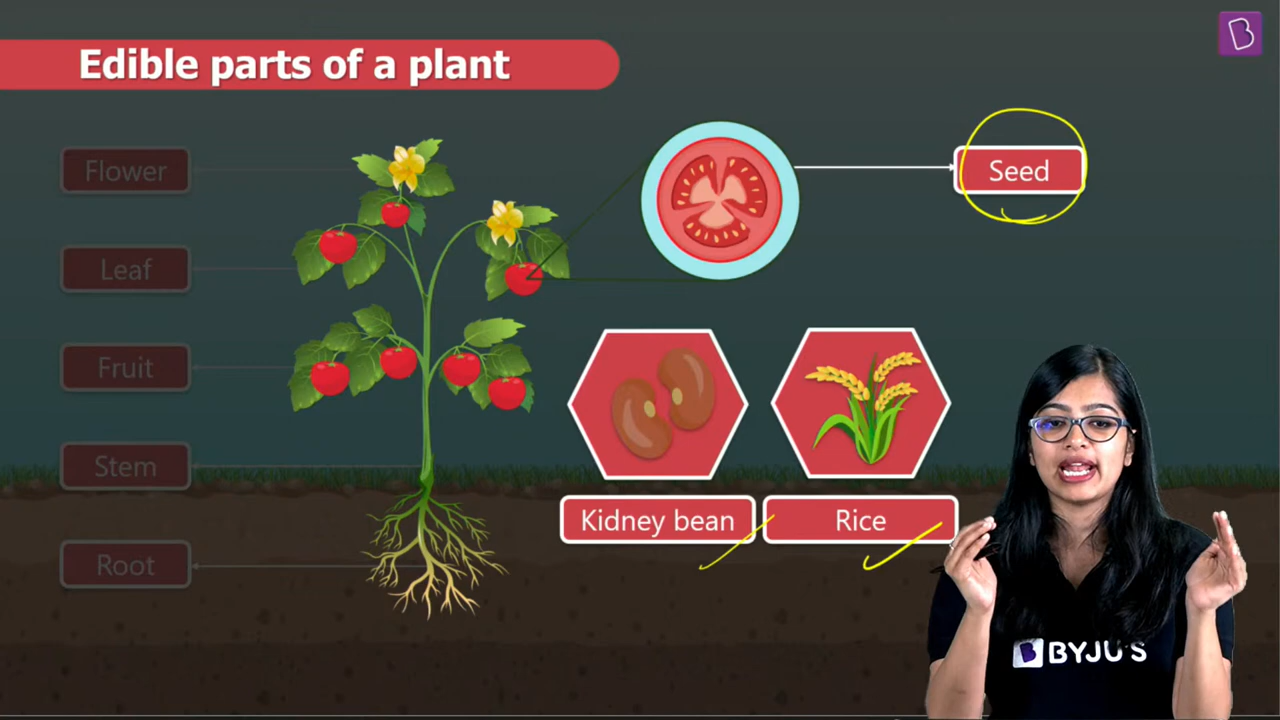 Edible parts of a plant
Flower
Leaf
Fruit
Stem
Root
Seed
Kidney bean
Rice
BYJU'S